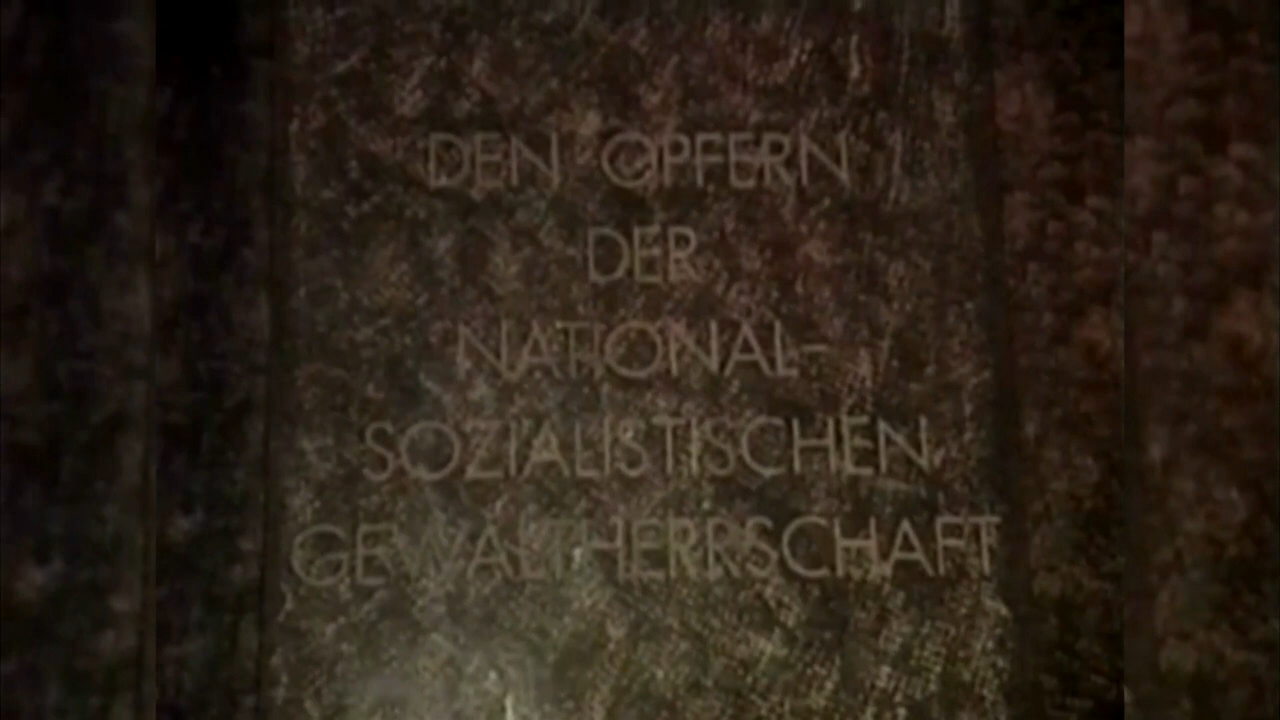 DEN OPFERN
DER
NATIONAL-
SOZIALISTISCHEN
GEWALTHERRSCHAFT